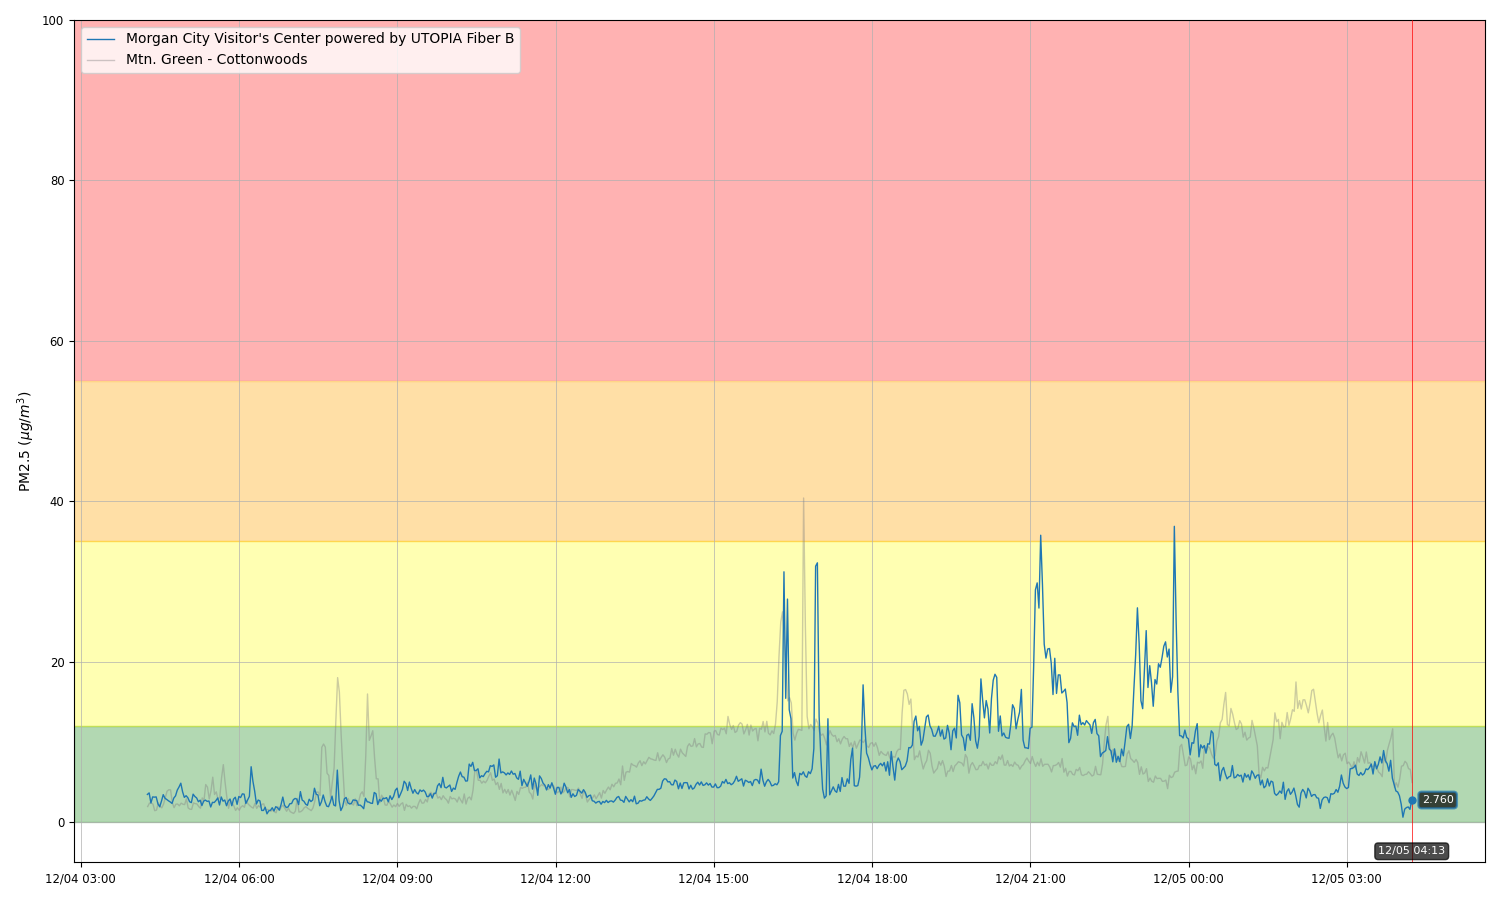 100
80
60
40
20
0
PM2.5 (μg/m³)
Morgan City Visitor's Center powered by UTOPIA Fiber B
Mtn. Green - Cottonwoods
2.760
12/05 04:13
12/04 03:00 12/04 06:00 12/04 09:00 12/04 12:00 12/04 15:00 12/04 18:00 12/04 21:00 12/05 00:00 12/05 03:00